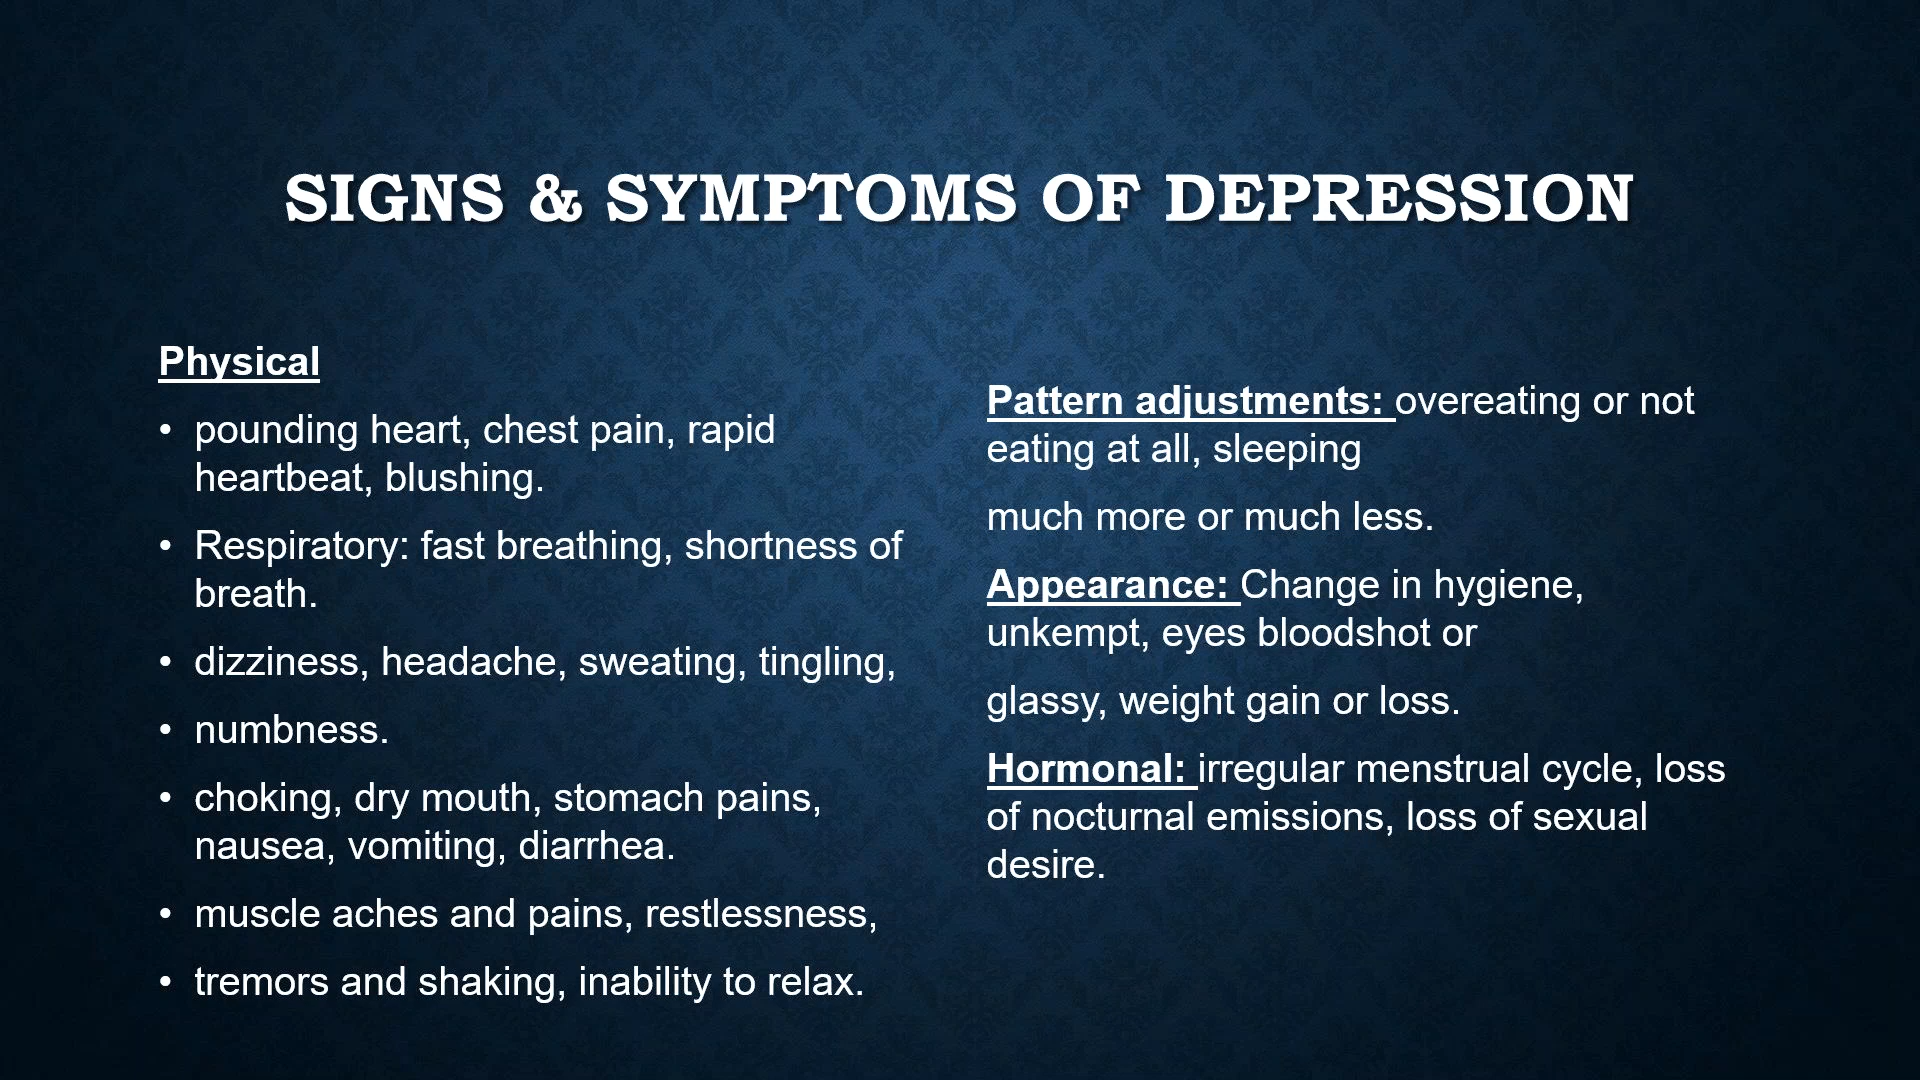 SIGNS & SYMPTOMS OF DEPRESSION
Physical
• pounding heart, chest pain, rapid
heartbeat, blushing.
• Respiratory: fast breathing, shortness of
breath.
• dizziness, headache, sweating, tingling,
• numbness.
• choking, dry mouth, stomach pains,
nausea, vomiting, diarrhea.
• muscle aches and pains, restlessness,
• tremors and shaking, inability to relax.
Pattern adjustments: overeating or not
eating at all, sleeping
much more or much less.
Appearance: Change in hygiene,
unkempt, eyes bloodshot or
glassy, weight gain or loss.
Hormonal: irregular menstrual cycle, loss
of nocturnal emissions, loss of sexual
desire.